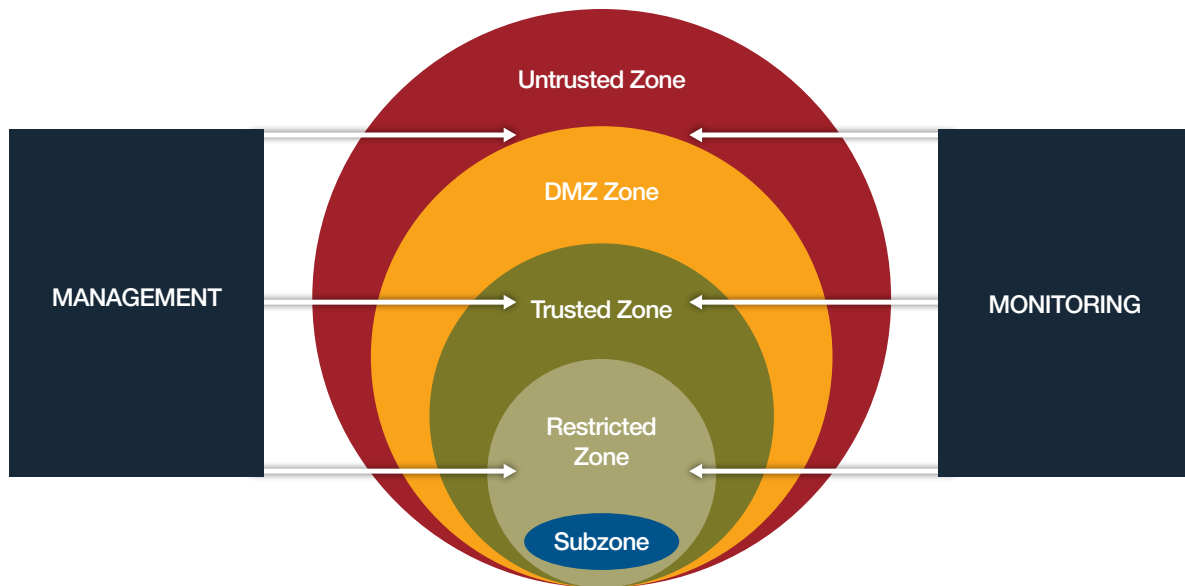 Untrusted Zone
DMZ Zone
MANAGEMENT
Trusted Zone
MONITORING
Restricted
Zone
Subzone